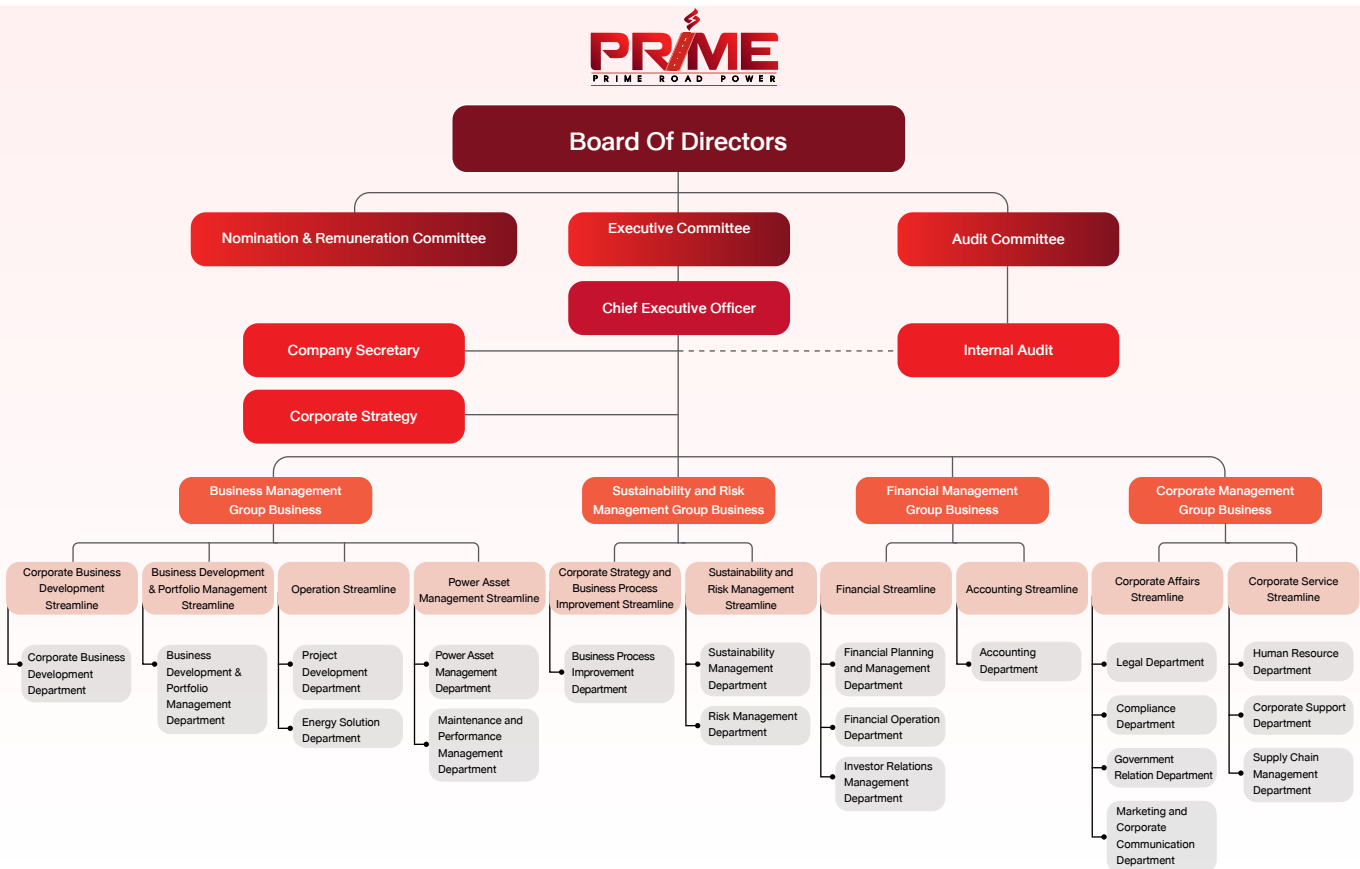 PRIME
PRIME ROAD POWER
Board Of Directors
Nomination & Remuneration Committee
Executive Committee
Audit Committee
Chief Executive Officer
Company Secretary
Internal Audit
Corporate Strategy
Business Management
Group Business
Sustainability and Risk
Management Group Business
Financial Management
Group Business
Corporate Management
Group Business
Corporate Business
Development
Streamline
Business Development
& Portfolio Management
Streamline
Operation Streamline
Power Asset
Management Streamline
Corporate Strategy and
Business Process
Improvement Streamline
Sustainability and
Risk Management
Streamline
Financial Streamline
Accounting Streamline
Corporate Affairs
Streamline
Corporate Service
Streamline
Corporate Business
Development
Department
Business
Development &
Portfolio
Management
Department
Project
Development
Department
Energy Solution
Department
Power Asset
Management
Department
Maintenance and
Performance
Management
Department
Business Process
Improvement
Department
Sustainability
Management
Department
Risk Management
Department
Financial Planning
and Management
Department
Financial Operation
Department
Investor Relations
Management
Department
Accounting
Department
Legal Department
Compliance
Department
Government
Relation Department
Marketing and
Corporate
Communication
Department
Human Resource
Department
Corporate Support
Department
Supply Chain
Management
Department